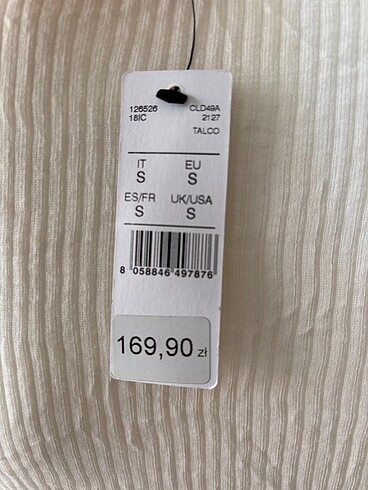 126526 CLD49A
18IC 2127
TALCO
IT EU
S S
ES/FR UK/USA
S S
8 058846 497876
169,90 zł